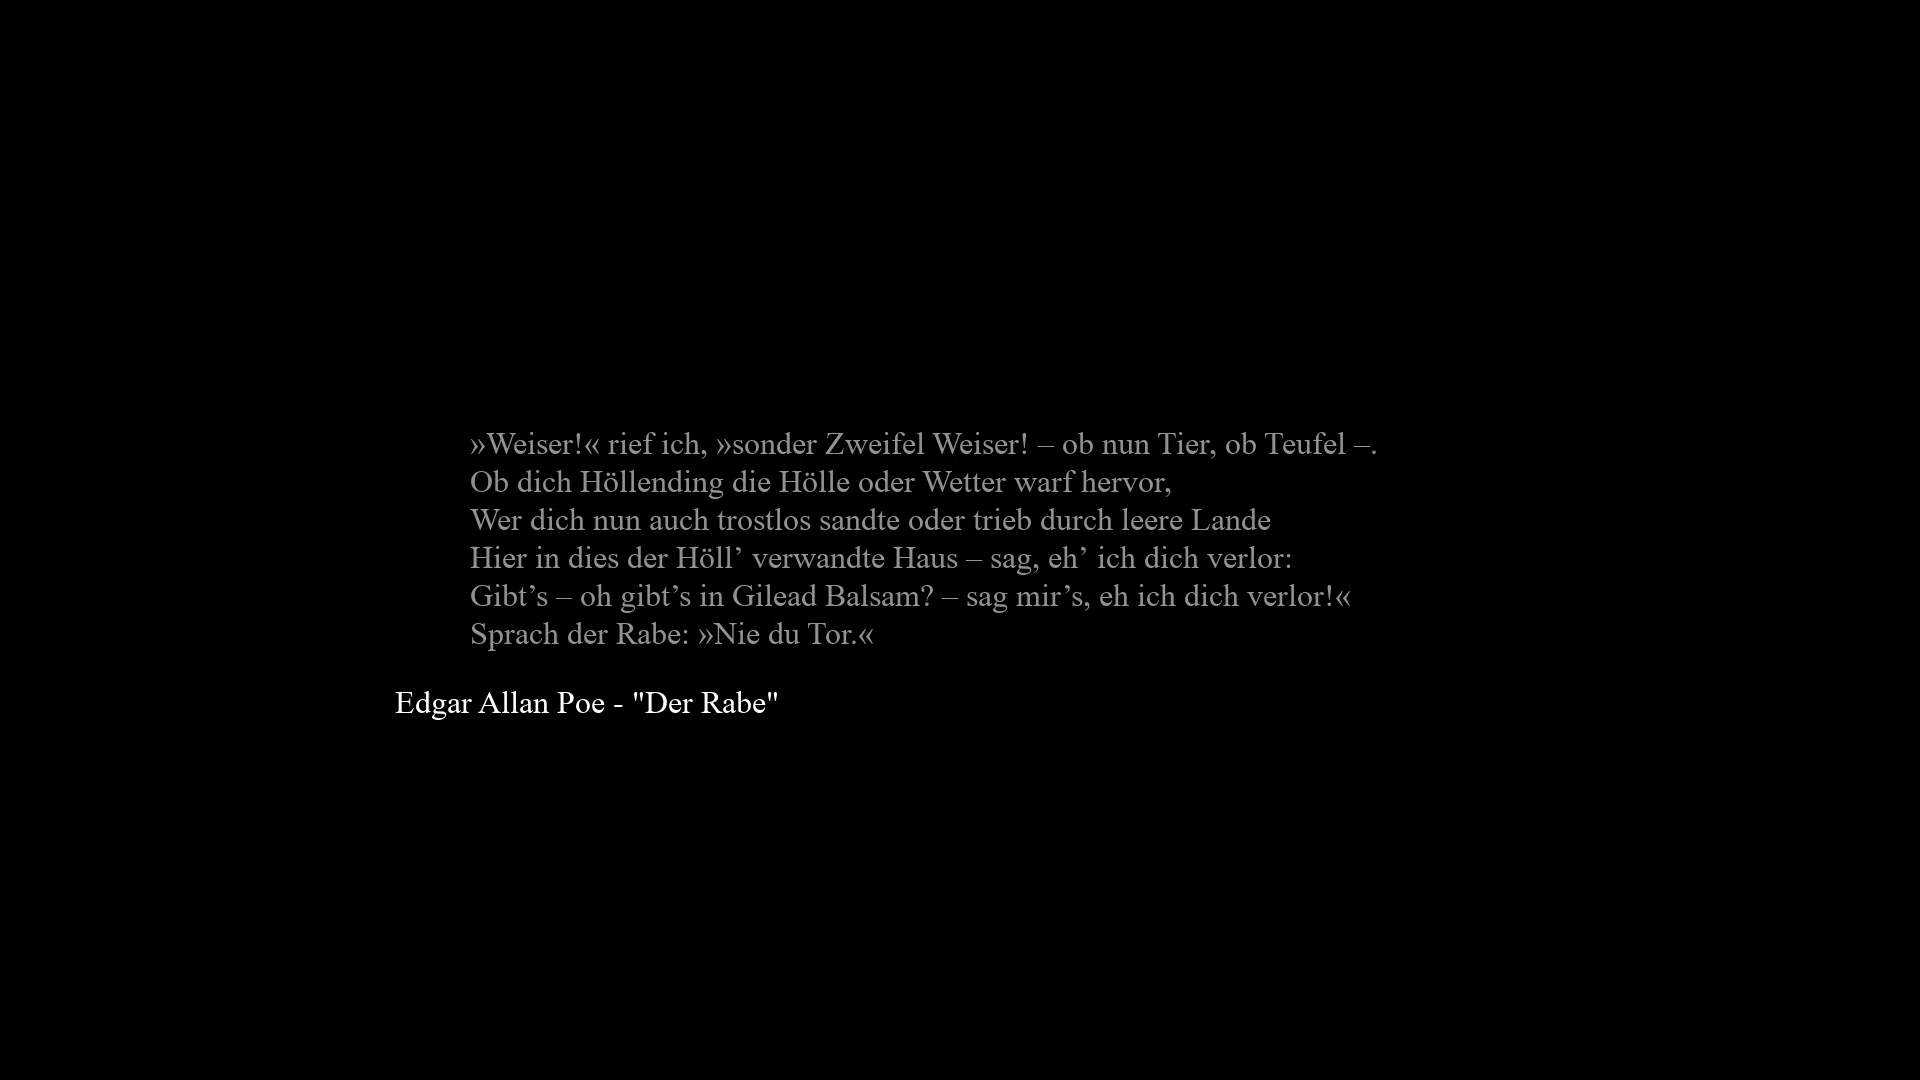 »Weiser!« rief ich, »sonder Zweifel Weiser! – ob nun Tier, ob Teufel –.
Ob dich Höllending die Hölle oder Wetter warf hervor,
Wer dich nun auch trostlos sandte oder trieb durch leere Lande
Hier in dies der Höll’ verwandte Haus – sag, eh’ ich dich verlor:
Gibt’s – oh gibt’s in Gilead Balsam? – sag mir’s, eh ich dich verlor!«
Sprach der Rabe: »Nie du Tor.«
Edgar Allan Poe - "Der Rabe"